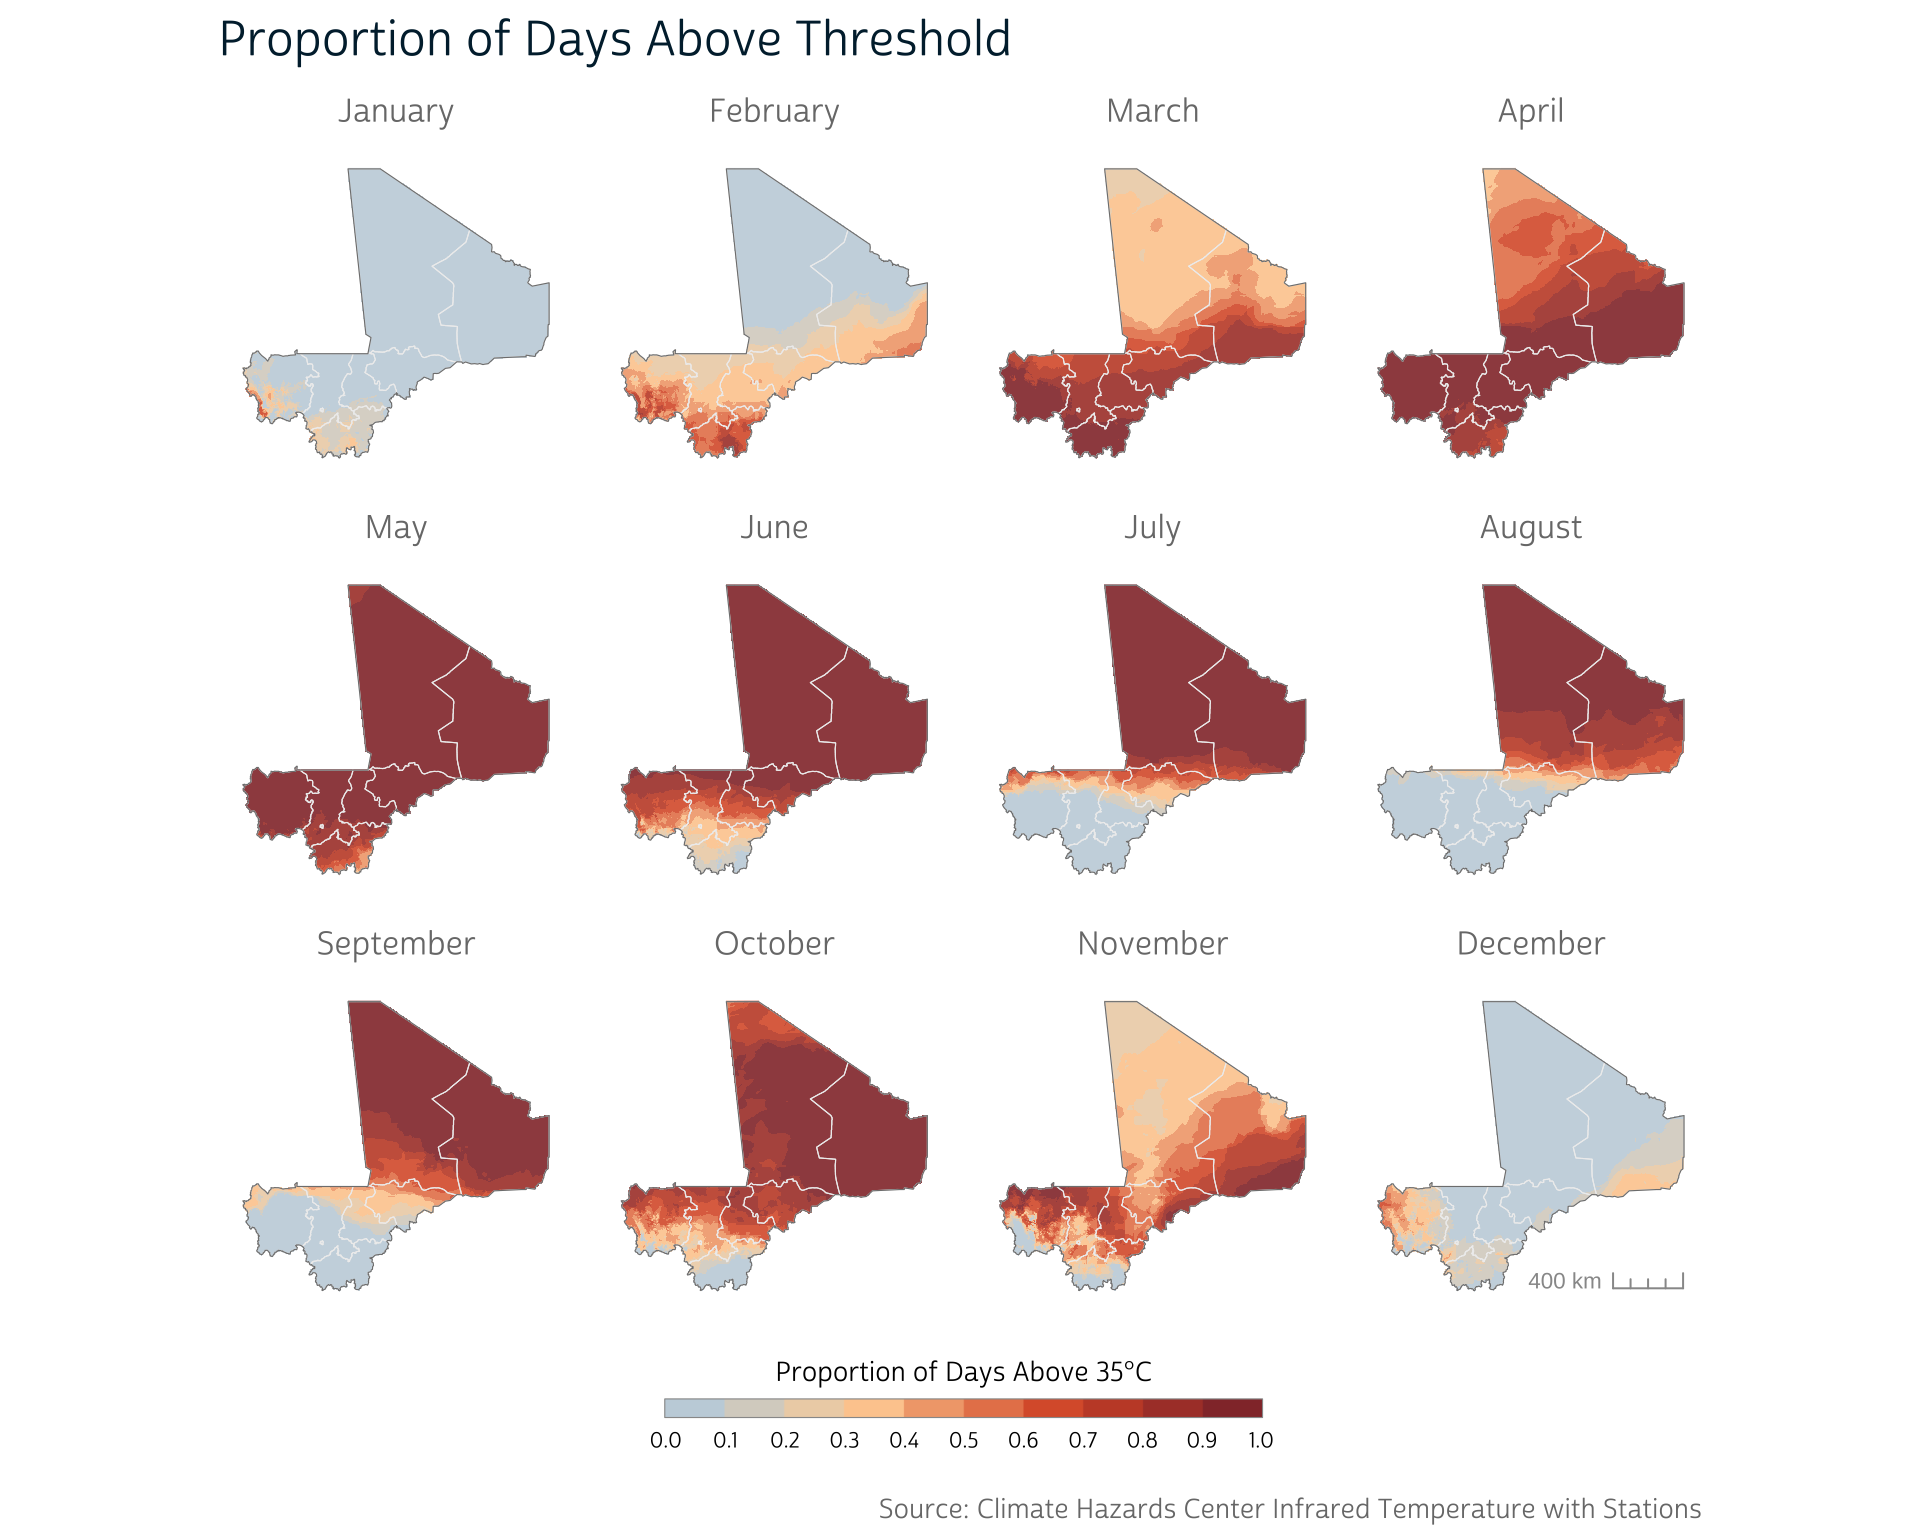 Proportion of Days Above Threshold
January
February
March
April
May
June
July
August
September
October
November
December
400 km
Proportion of Days Above 35°C
0.0 0.1 0.2 0.3 0.4 0.5 0.6 0.7 0.8 0.9 1.0
Source: Climate Hazards Center Infrared Temperature with Stations